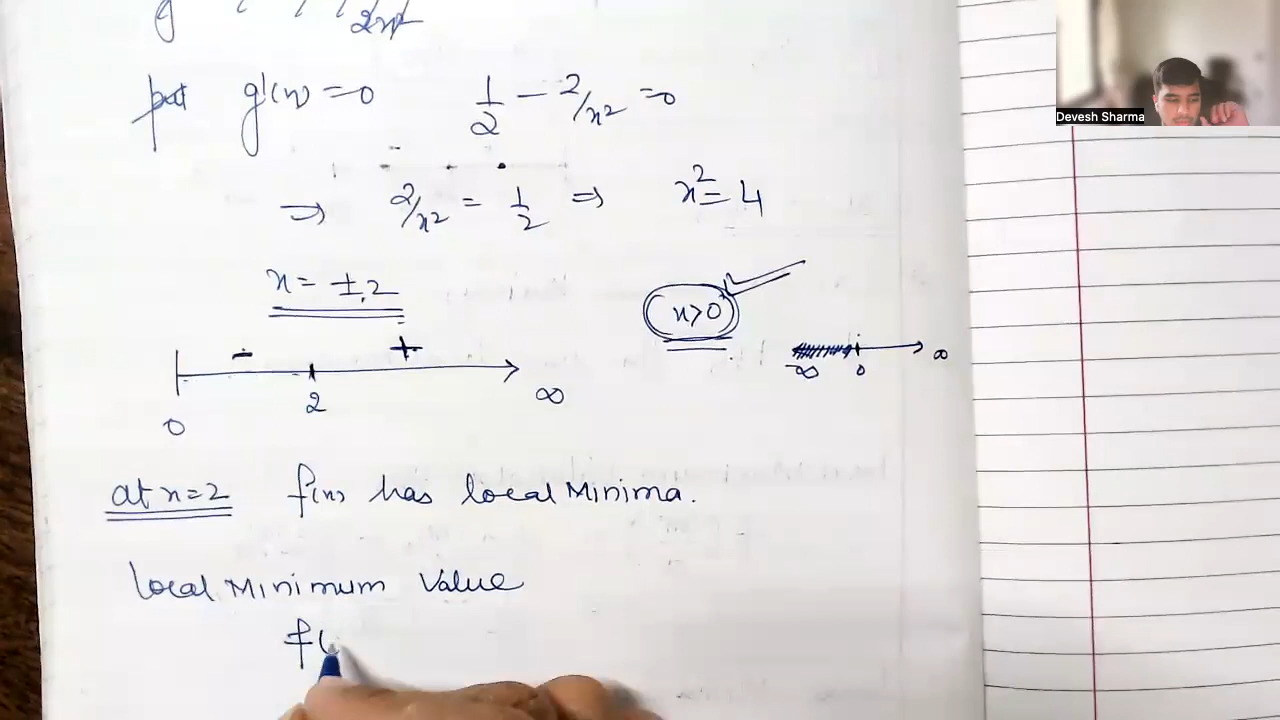 g
2x²
put g'(x) = 0 1/2 - 2/x² = 0
Devesh Sharma
⇒ 2/x² = 1/2 ⇒ x² = 4
x = ±2
x > 0
- +
0 2 ∞
-∞ 0 ∞
at x = 2 f(x) has local Minima.
Local Minimum Value
f(